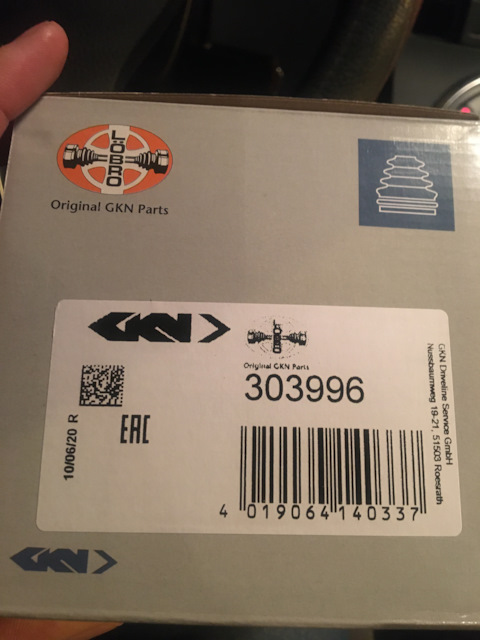 LÖBRO
Original GKN Parts
GKN
LÖBRO
Original GKN Parts
303996
10/06/20 R
EAC
4 019064 140337
GKN Driveline Service GmbH
Nussbaumweg 19-21, 51503 Roesrath
GKN